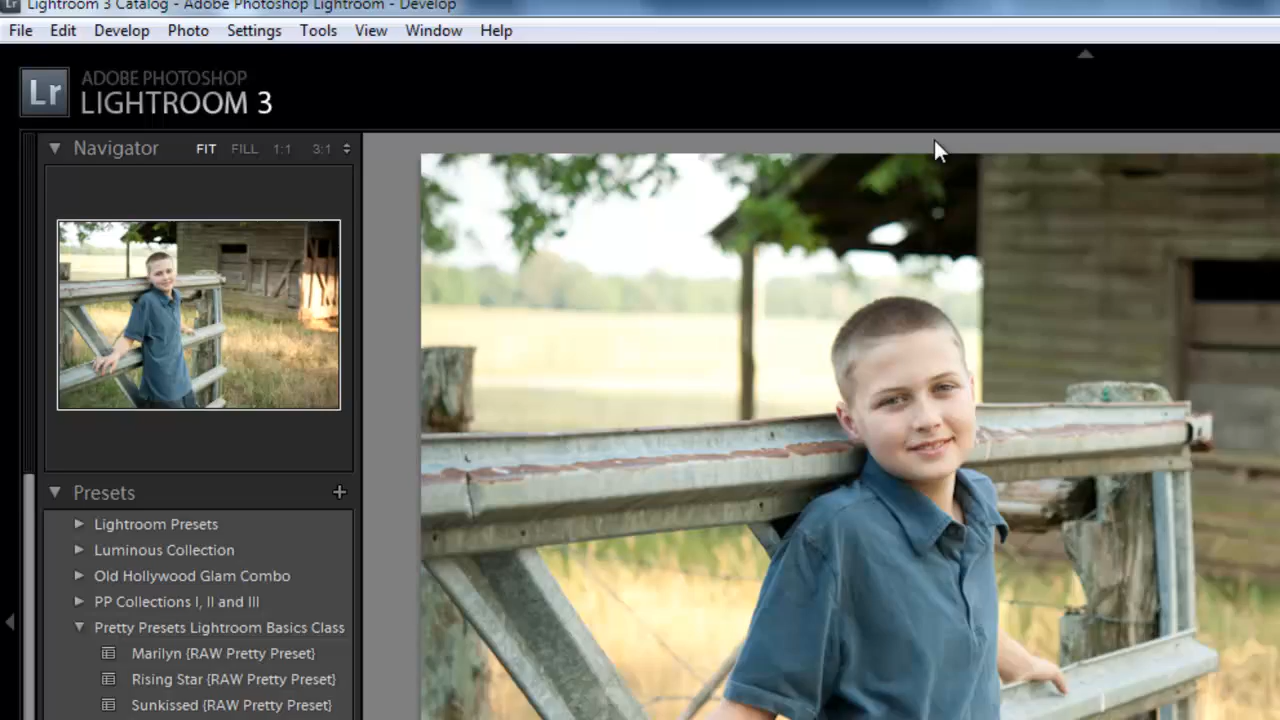 Lightroom 3 Catalog - Adobe Photoshop Lightroom - Develop
File Edit Develop Photo Settings Tools View Window Help
Lr ADOBE PHOTOSHOP
LIGHTROOM 3
Navigator FIT FILL 1:1 3:1
Presets +
Lightroom Presets
Luminous Collection
Old Hollywood Glam Combo
PP Collections I, II and III
Pretty Presets Lightroom Basics Class
Marilyn {RAW Pretty Preset}
Rising Star {RAW Pretty Preset}
Sunkissed {RAW Pretty Preset}